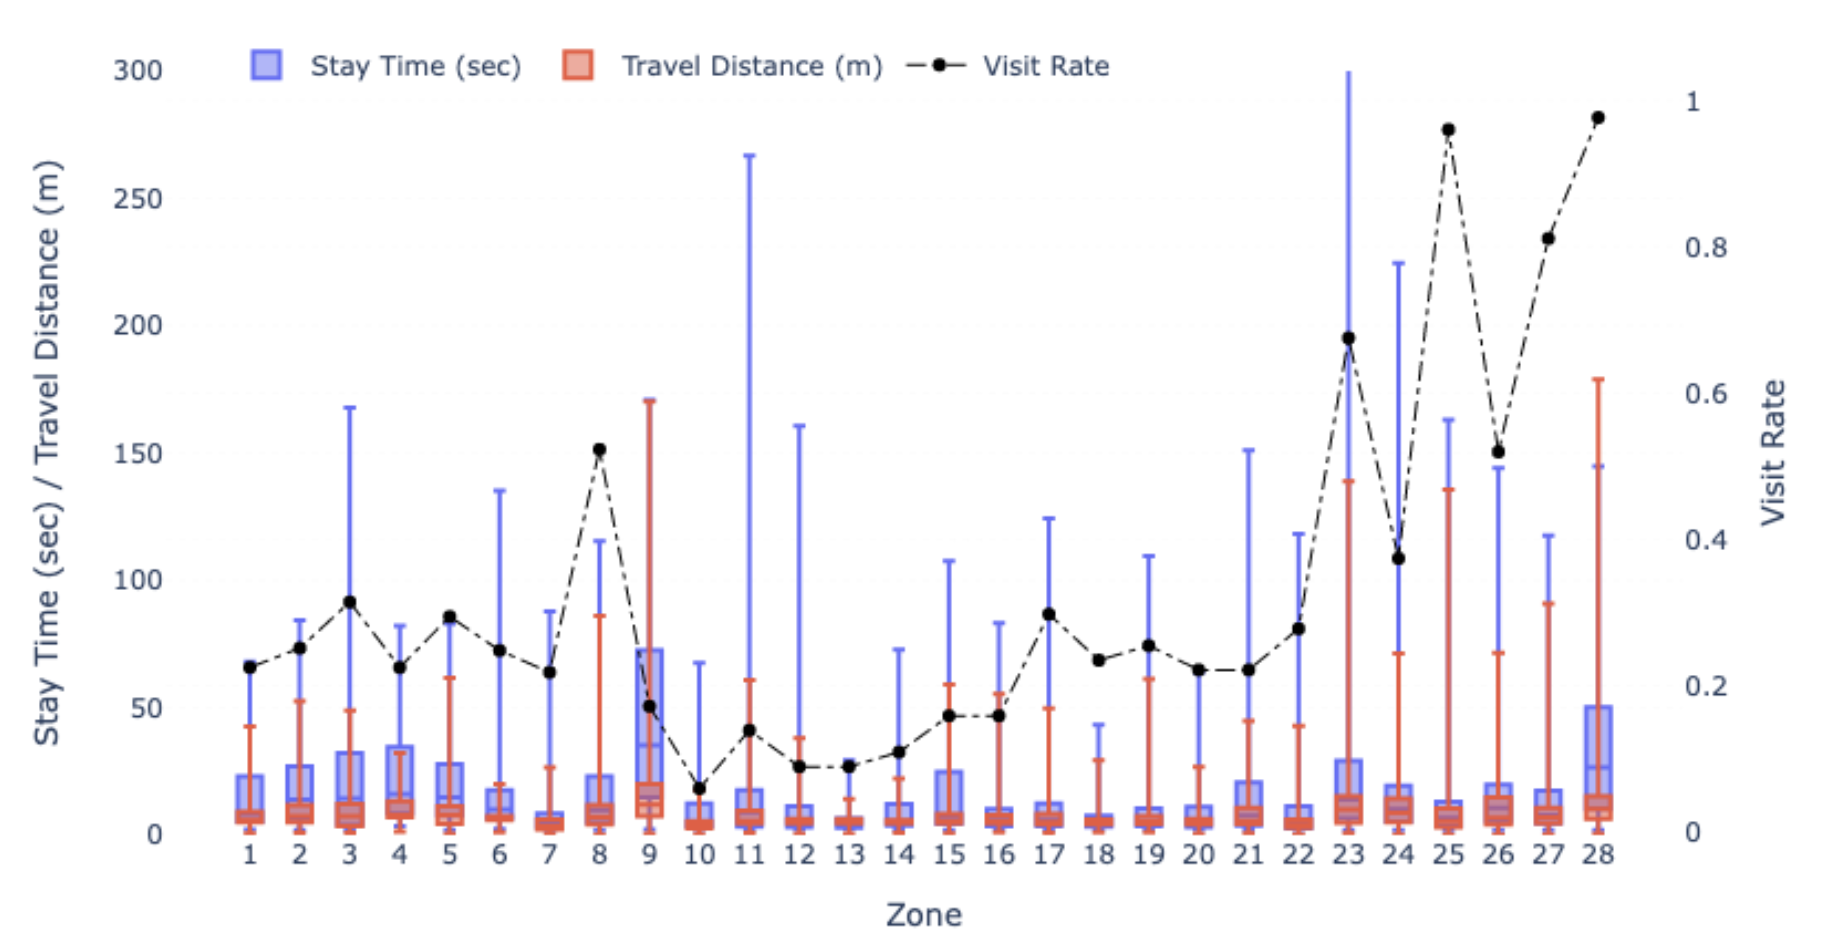 Stay Time (sec) Travel Distance (m) Visit Rate
300
250
200
150
100
50
0
Stay Time (sec) / Travel Distance (m)
1
0.8
0.6
0.4
0.2
0
Visit Rate
1 2 3 4 5 6 7 8 9 10 11 12 13 14 15 16 17 18 19 20 21 22 23 24 25 26 27 28
Zone